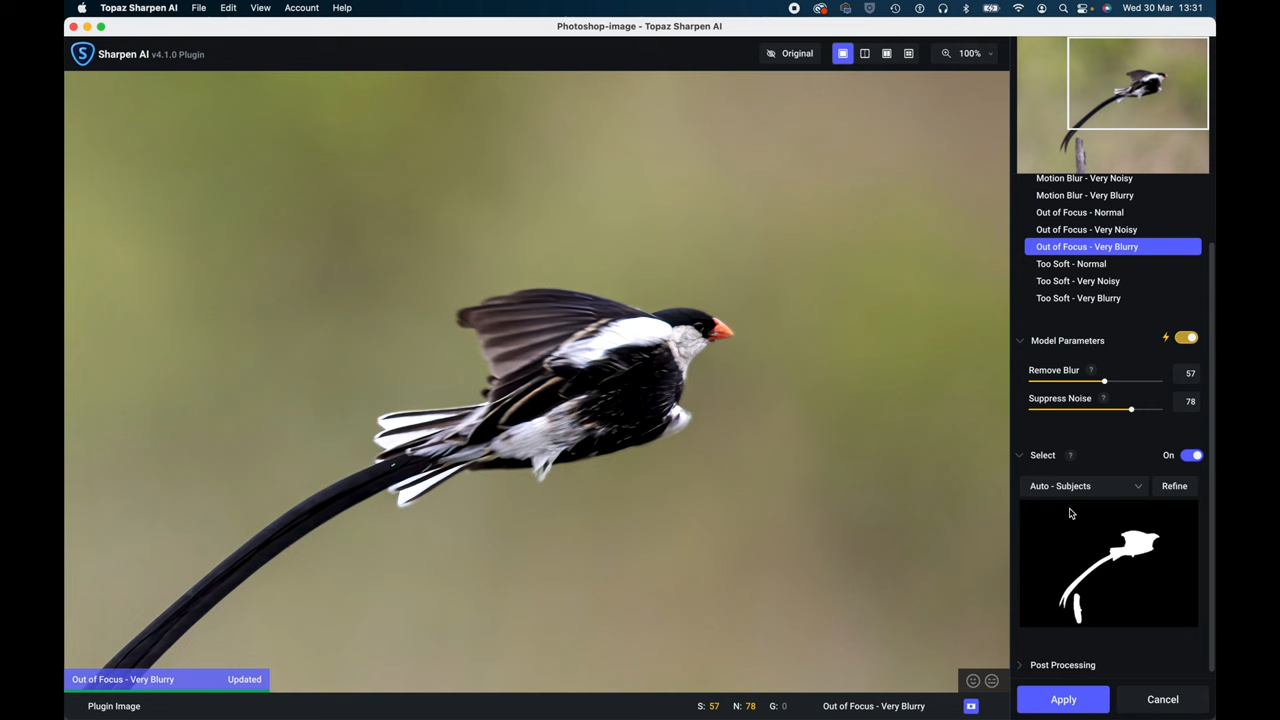 Topaz Sharpen AI File Edit View Account Help Wed 30 Mar 13:31
Photoshop-image - Topaz Sharpen AI
S Sharpen AI v4.1.0 Plugin Original 100%
Motion Blur - Very Noisy
Motion Blur - Very Blurry
Out of Focus - Normal
Out of Focus - Very Noisy
Out of Focus - Very Blurry
Too Soft - Normal
Too Soft - Very Noisy
Too Soft - Very Blurry
Model Parameters
Remove Blur ? 57
Suppress Noise ? 78
Select ? On
Auto - Subjects Refine
Post Processing
Out of Focus - Very Blurry Updated
Apply Cancel
Plugin Image S: 57 N: 78 G: 0 Out of Focus - Very Blurry